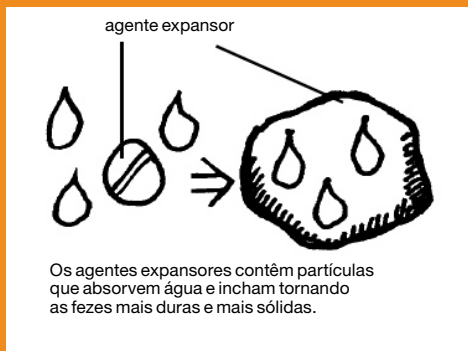 agente expansor
Os agentes expansores contêm partículas
que absorvem água e incham tornando
as fezes mais duras e mais sólidas.